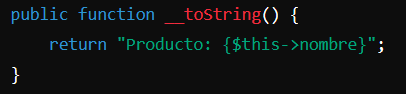 public function __toString() {
    return "Producto: {$this->nombre}";
}